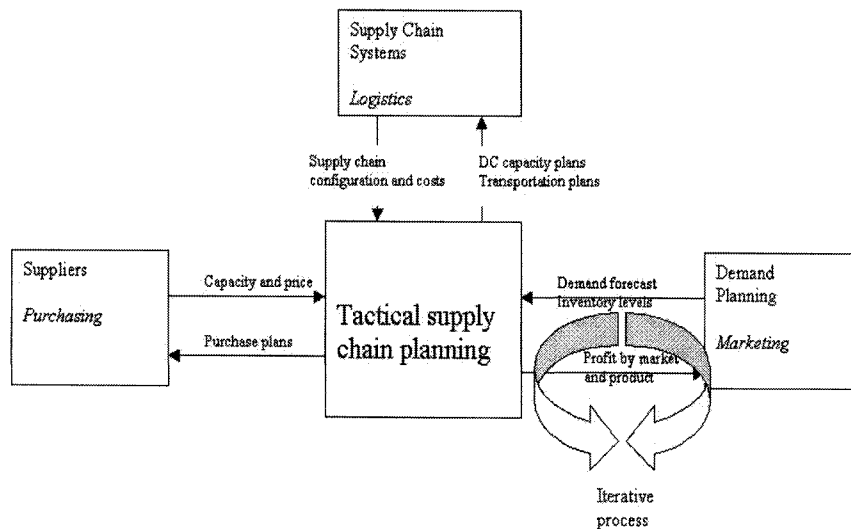 Supply Chain
Systems
Logistics
Supply chain
configuration and costs
DC capacity plans
Transportation plans
Suppliers
Purchasing
Capacity and price
Purchase plans
Tactical supply
chain planning
Demand forecast
Inventory levels
Profit by market
and product
Demand
Planning
Marketing
Iterative
process